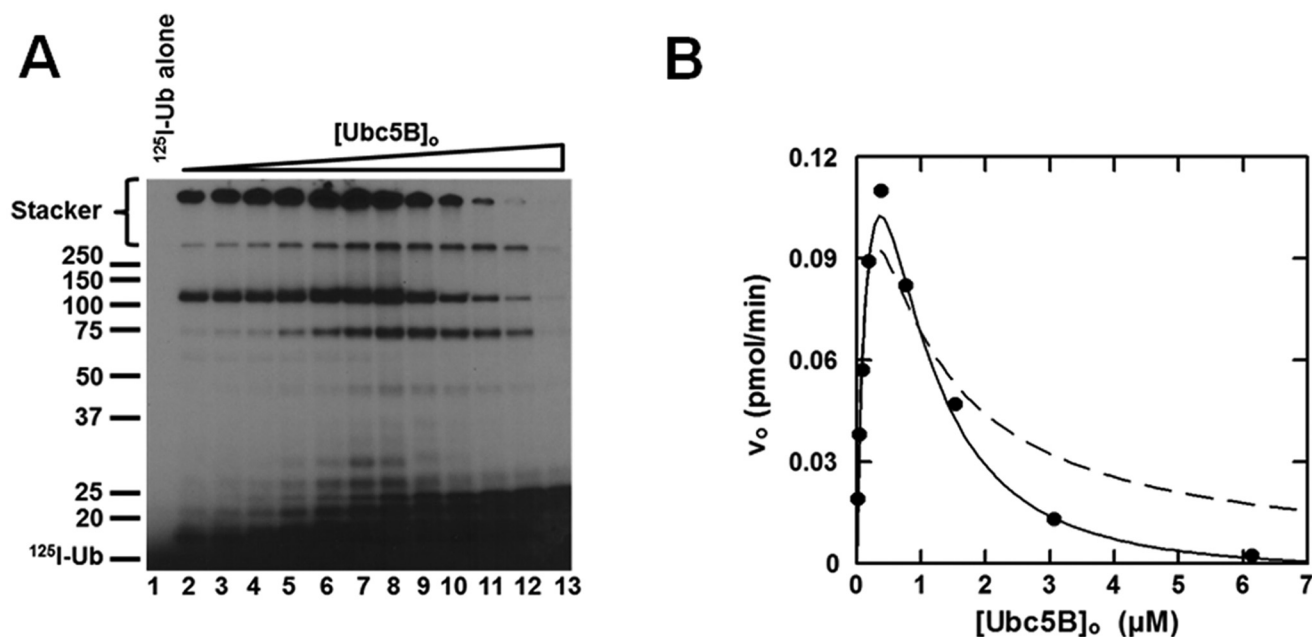 A
¹²⁵I-Ub alone
[Ubc5B]ₒ
Stacker
250
150
100
75
50
37
25
20
¹²⁵I-Ub
1 2 3 4 5 6 7 8 9 10 11 12 13
B
vₒ (pmol/min)
0.12
0.09
0.06
0.03
0
0 1 2 3 4 5 6 7
[Ubc5B]ₒ (µM)